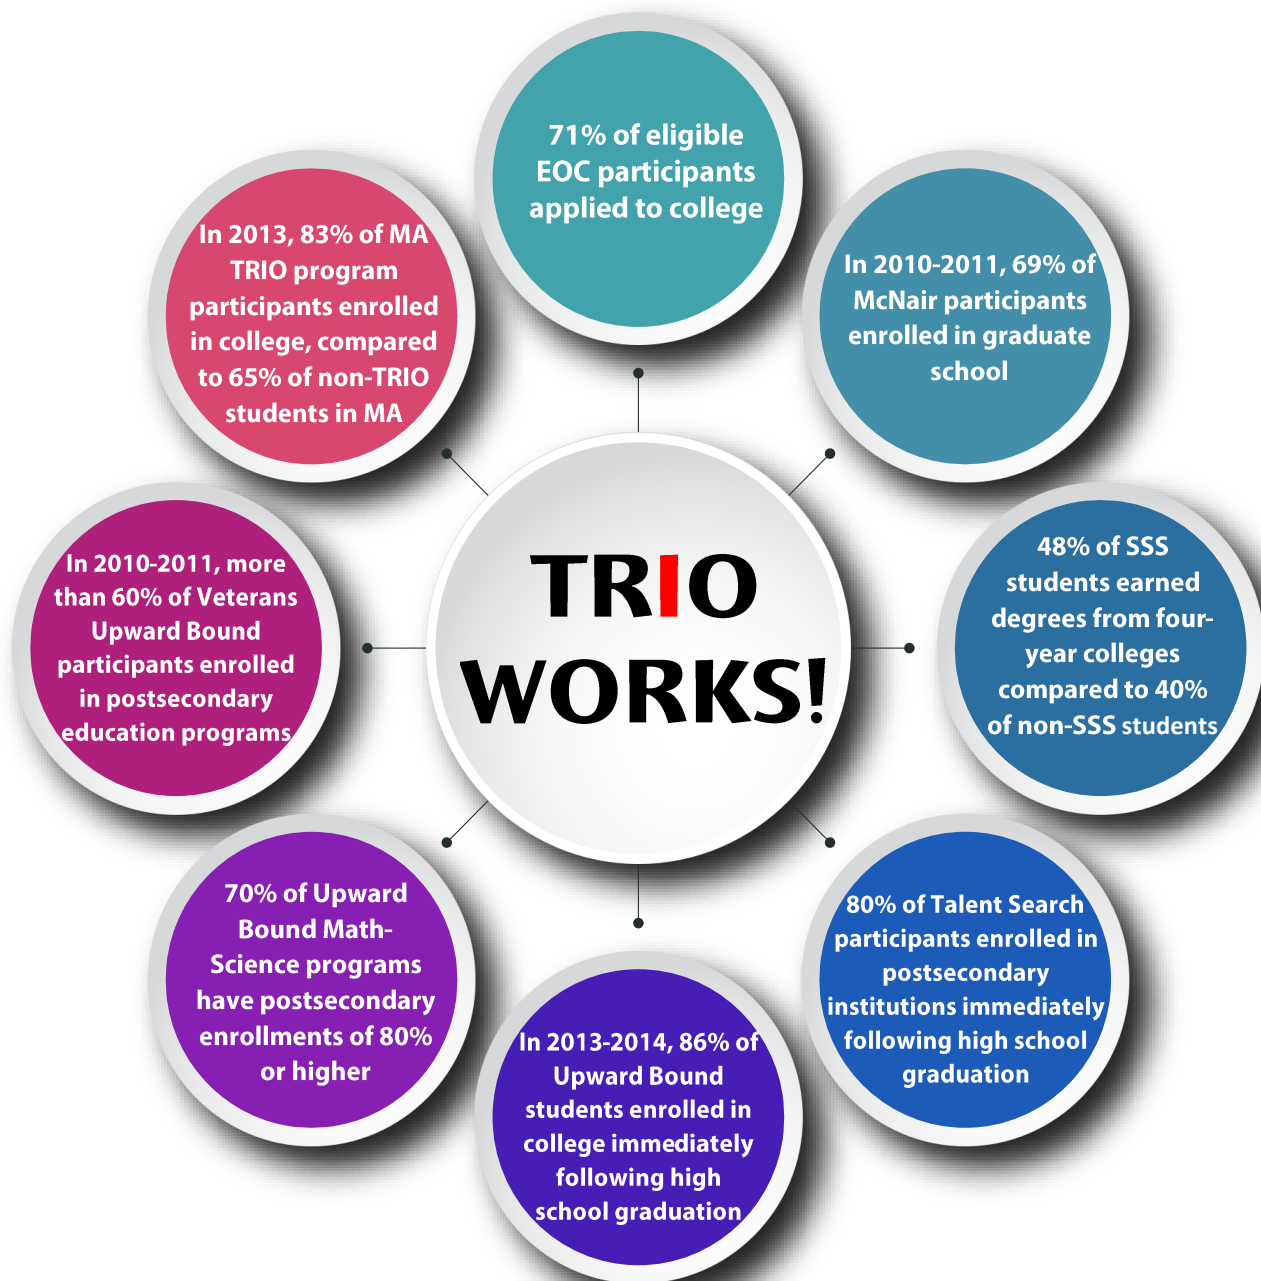 71% of eligible
EOC participants
applied to college
In 2010-2011, 69% of
McNair participants
enrolled in graduate
school
48% of SSS
students earned
degrees from four-
year colleges
compared to 40%
of non-SSS students
80% of Talent Search
participants enrolled in
postsecondary
institutions immediately
following high school
graduation
In 2013-2014, 86% of
Upward Bound
students enrolled in
college immediately
following high
school graduation
70% of Upward
Bound Math-
Science programs
have postsecondary
enrollments of 80%
or higher
In 2010-2011, more
than 60% of Veterans
Upward Bound
participants enrolled
in postsecondary
education programs
In 2013, 83% of MA
TRIO program
participants enrolled
in college, compared
to 65% of non-TRIO
students in MA
TRIO
WORKS!